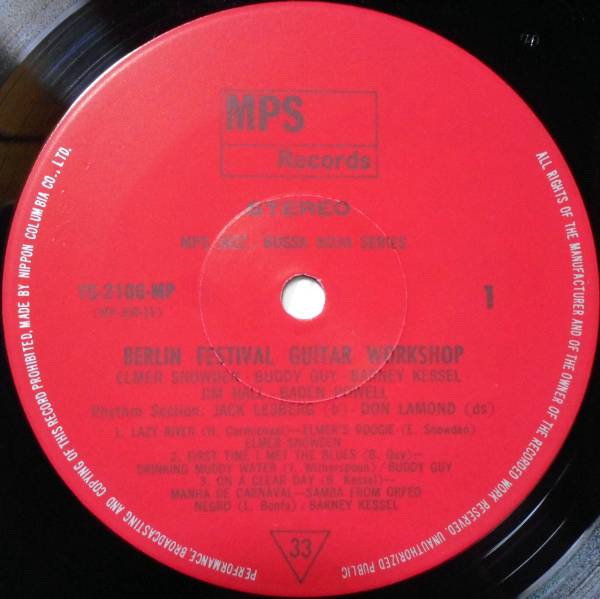 MPS
Records
STEREO
MPS JAZZ, BOSSA NOVA SERIES
-MP
1
BERLIN FESTIVAL GUITAR WORKSHOP
ELMER SNOWDEN · BUDDY GUY · BARNEY KESSEL
JIM HALL · BADEN POWELL
Rhythm Section: JACK LESBERG (b) · DON LAMOND (ds)
1. LAZY RIVER (H. Carmichael)—ELMER'S BOOGIE (E. Snowden)
ELMER SNOWDEN
2. FIRST TIME I MET THE BLUES (B. Guy)—
DRINKING MUDDY WATER (J. Witherspoon) / BUDDY GUY
3. ON A CLEAR DAY (B. Kessel)—
MANHA DE CARNAVAL—SAMBA FROM ORFEO
NEGRO (L. Bonfa) / BARNEY KESSEL
33
ALL RIGHTS OF THE MANUFACTURER AND OF THE OWNER OF THE RECORDED WORK RESERVED. UNAUTHORIZED PUBLIC
PERFORMANCE, BROADCASTING AND COPYING OF THIS RECORD PROHIBITED, MADE BY NIPPON COLUMBIA CO., LTD.